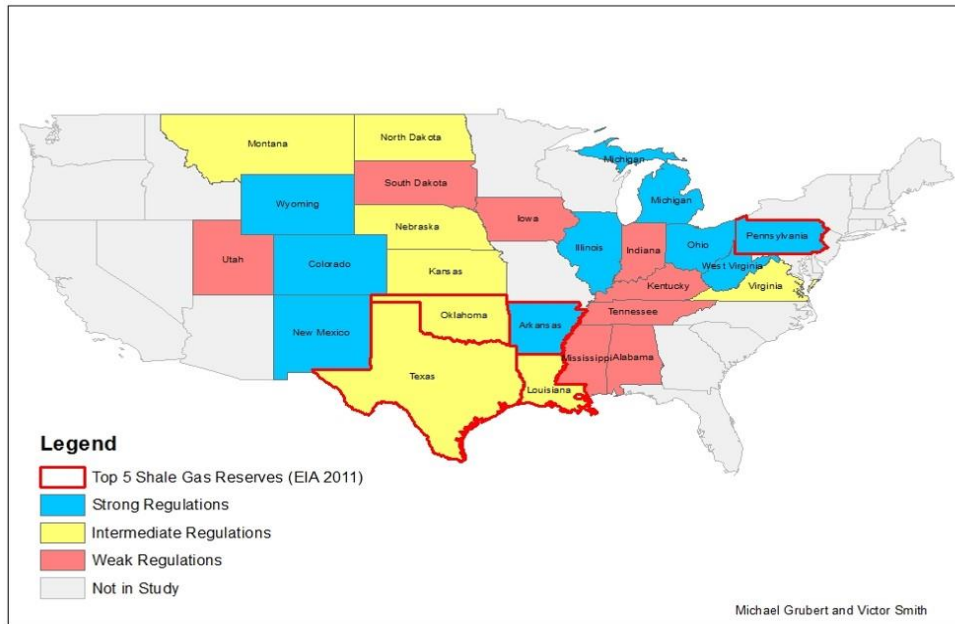 Montana
North Dakota
Michigan
South Dakota
Wyoming
Michigan
Iowa
Nebraska
Pennsylvania
Illinois
Indiana
Ohio
Utah
Colorado
West Virginia
Kansas
Kentucky
Virginia
Oklahoma
Tennessee
New Mexico
Arkansas
Mississippi
Alabama
Texas
Louisiana
Legend
Top 5 Shale Gas Reserves (EIA 2011)
Strong Regulations
Intermediate Regulations
Weak Regulations
Not in Study
Michael Grubert and Victor Smith